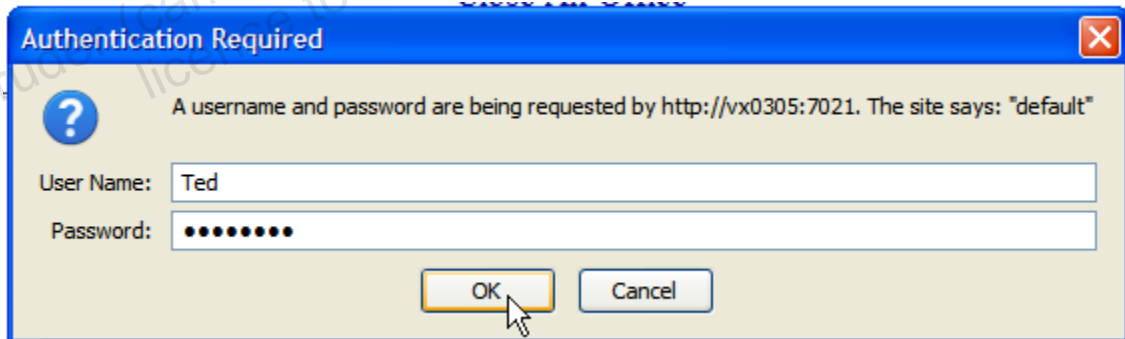 Authentication Required
A username and password are being requested by http://vx0305:7021. The site says: "default"
User Name: Ted
Password: ••••••••
OK Cancel